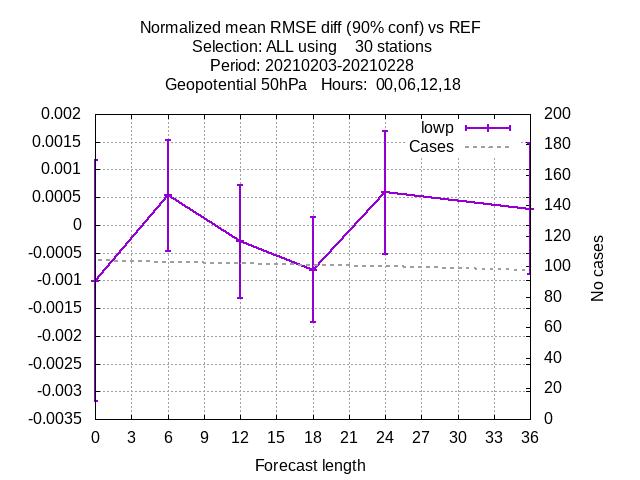 Normalized mean RMSE diff (90% conf) vs REF
Selection: ALL using    30 stations
Period: 20210203-20210228
Geopotential 50hPa   Hours:  00,06,12,18
0.002
0.0015
0.001
0.0005
0
-0.0005
-0.001
-0.0015
-0.002
-0.0025
-0.003
-0.0035
lowp
Cases
200
180
160
140
120
100
80
60
40
20
0
No cases
0 3 6 9 12 15 18 21 24 27 30 33 36
Forecast length